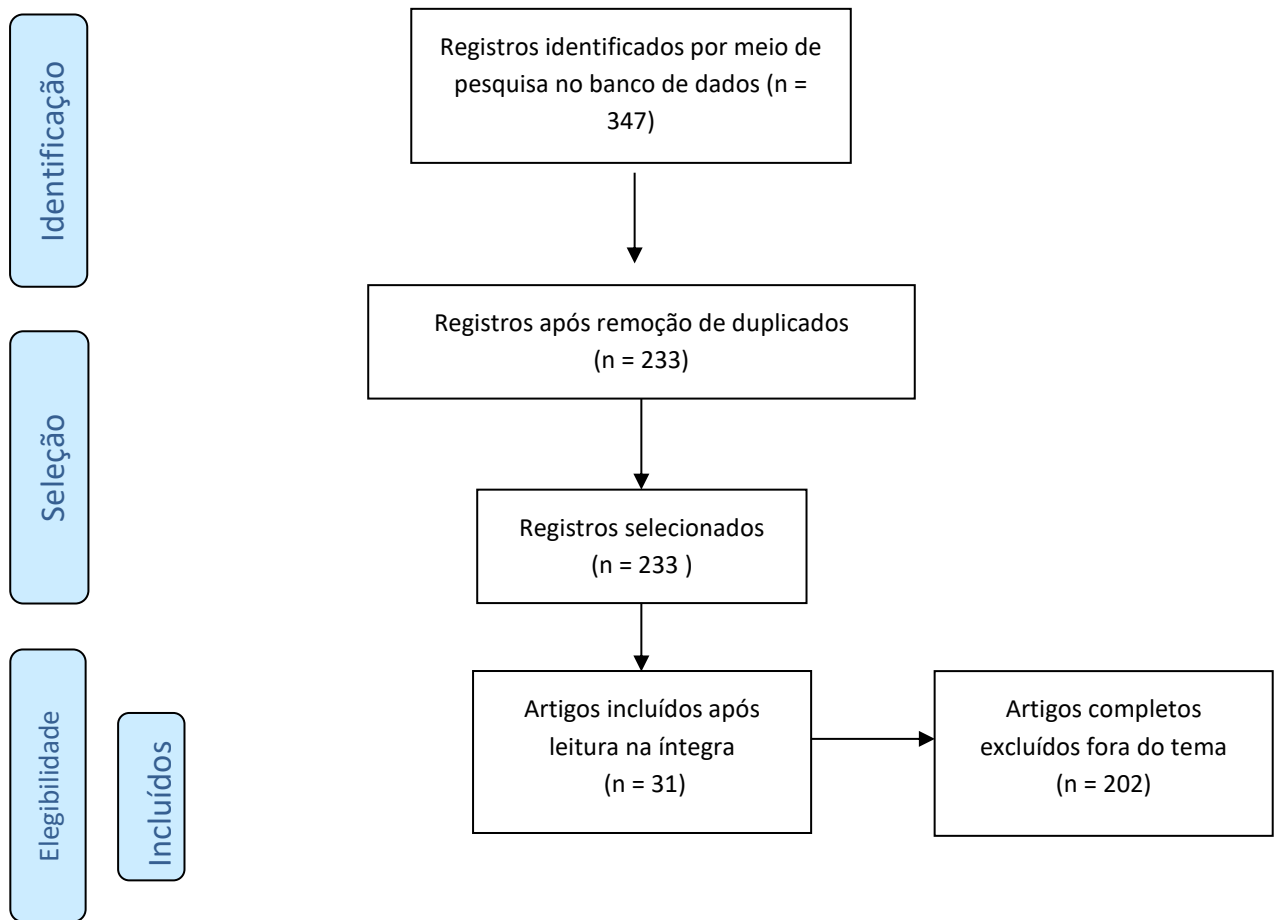 Identificação
Registros identificados por meio de
pesquisa no banco de dados (n =
347)
Registros após remoção de duplicados
(n = 233)
Seleção
Registros selecionados
(n = 233 )
Elegibilidade
Incluídos
Artigos incluídos após
leitura na íntegra
(n = 31)
Artigos completos
excluídos fora do tema
(n = 202)